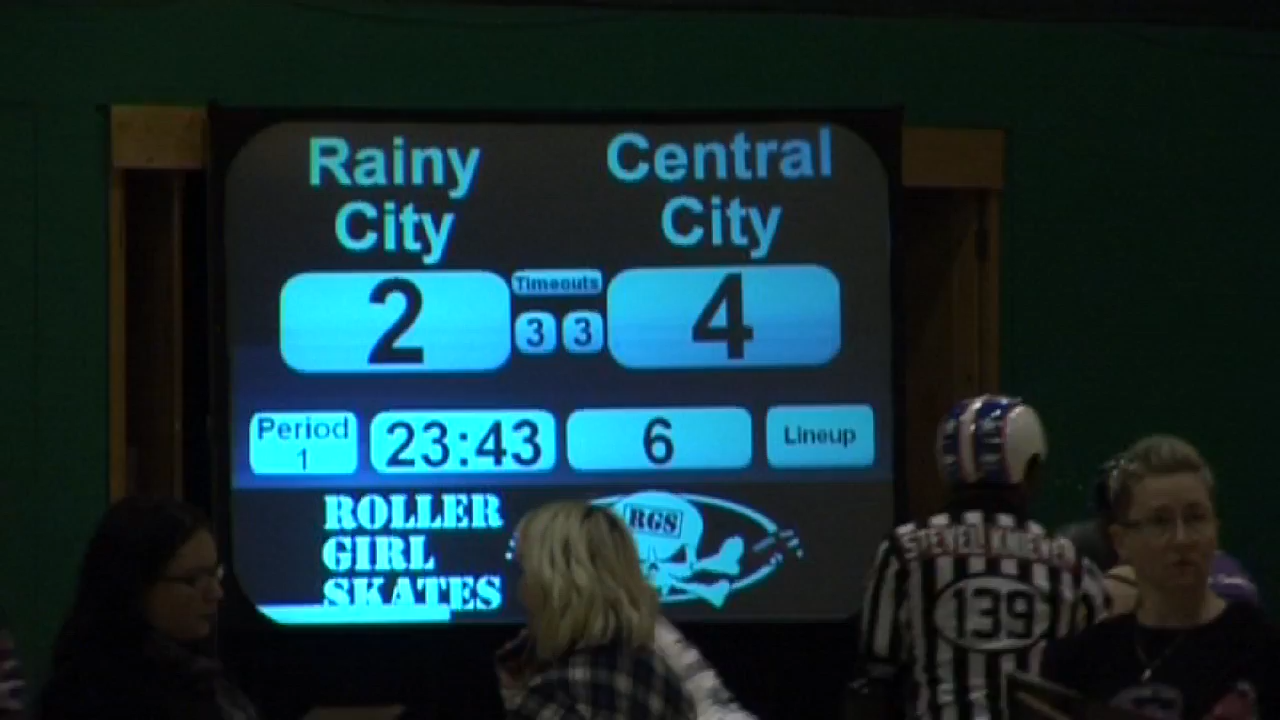 Rainy
City
Central
City
2
Timeouts
3 3
4
Period
1
23:43
6
Lineup
ROLLER
GIRL
SKATES
RGS
139